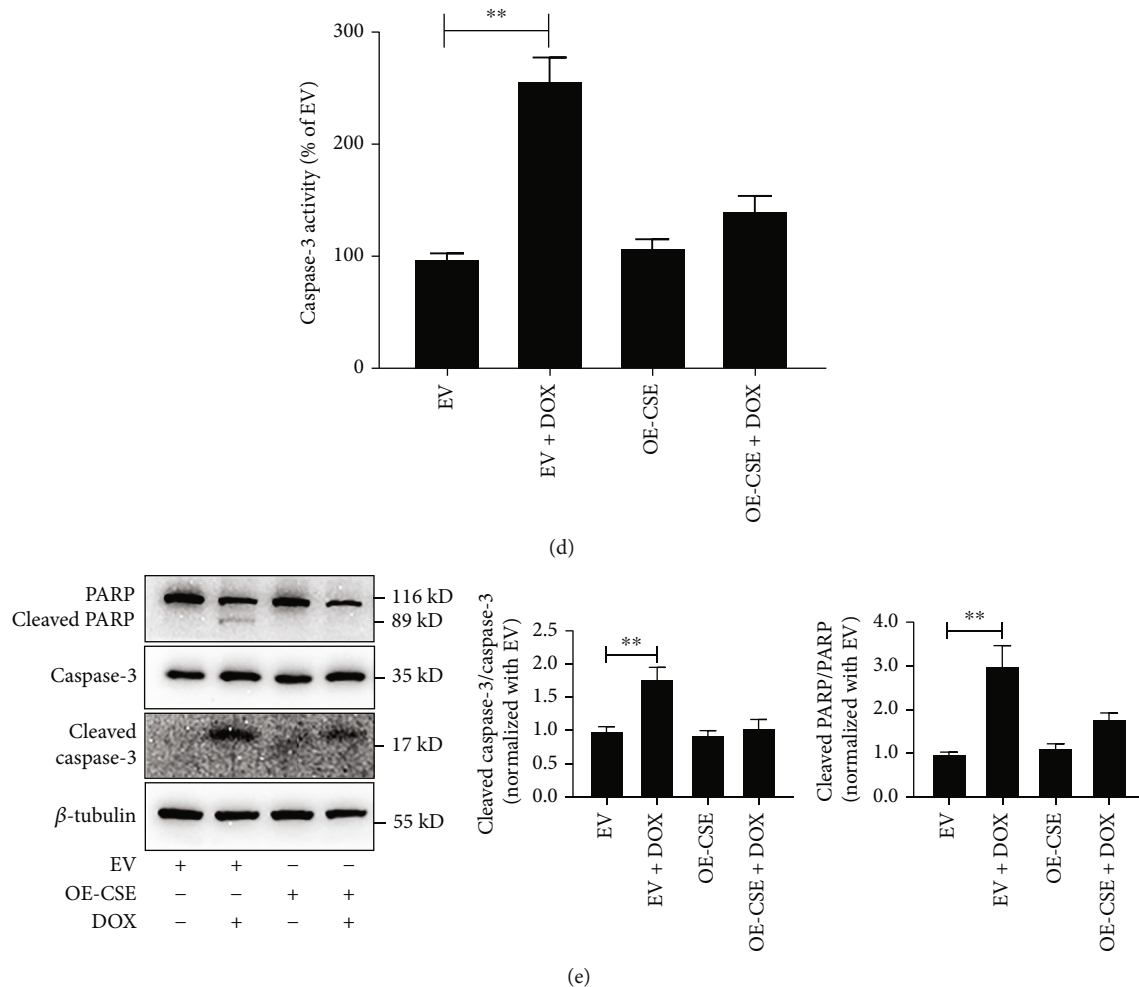 **
300
200
100
0
Caspase-3 activity (% of EV)
EV
EV + DOX
OE-CSE
OE-CSE + DOX
(d)
PARP
Cleaved PARP
116 kD
89 kD
Caspase-3
35 kD
Cleaved
caspase-3
17 kD
β-tubulin
55 kD
EV + + – –
OE-CSE – – + +
DOX – + – +
Cleaved caspase-3/caspase-3
(normalized with EV)
2.5
2.0
1.5
1.0
0.5
0.0
**
EV
EV + DOX
OE-CSE
OE-CSE + DOX
Cleaved PARP/PARP
(normalized with EV)
4.0
3.0
2.0
1.0
0.0
**
EV
EV + DOX
OE-CSE
OE-CSE + DOX
(e)